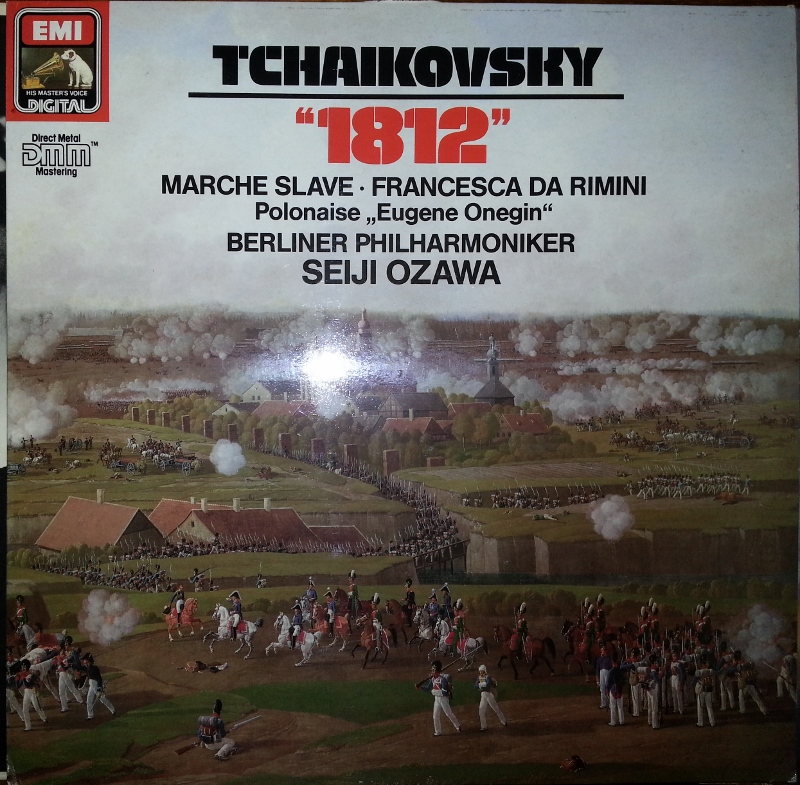 EMI
HIS MASTER'S VOICE
DIGITAL
Direct Metal
DMM™
Mastering
TCHAIKOVSKY
"1812"
MARCHE SLAVE · FRANCESCA DA RIMINI
Polonaise „Eugene Onegin“
BERLINER PHILHARMONIKER
SEIJI OZAWA